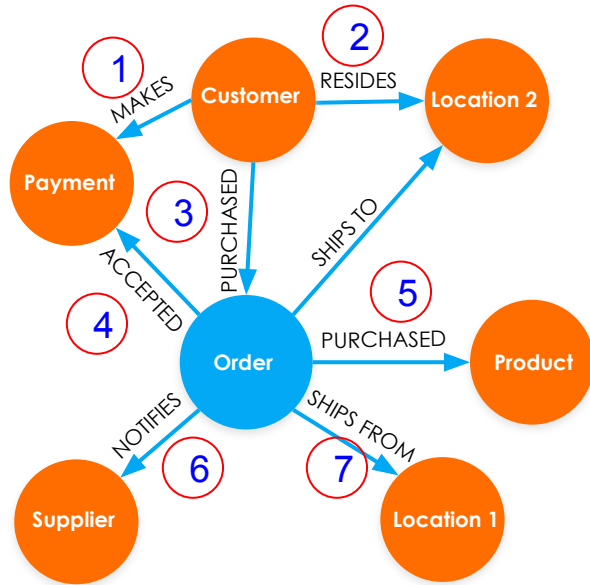 2
1
RESIDES
MAKES
Customer
Location 2
Payment
3
PURCHASED
SHIPS TO
ACCEPTED
4
5
PURCHASED
Order
Product
NOTIFIES
SHIPS FROM
6
7
Supplier
Location 1